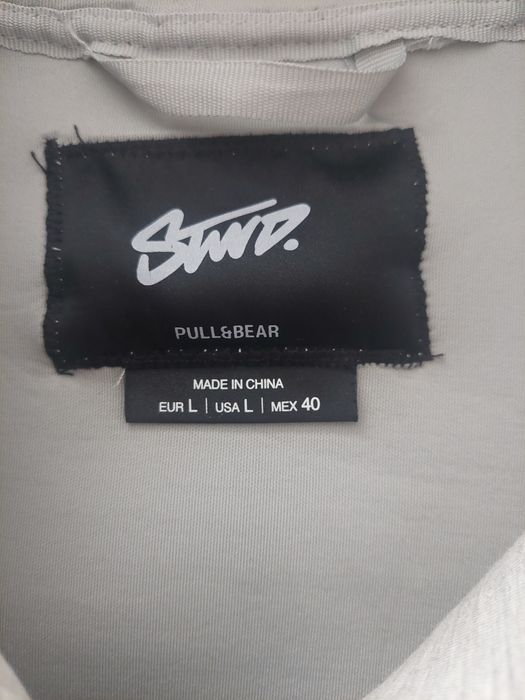 STWD.
PULL&BEAR
MADE IN CHINA
EUR L | USA L | MEX 40